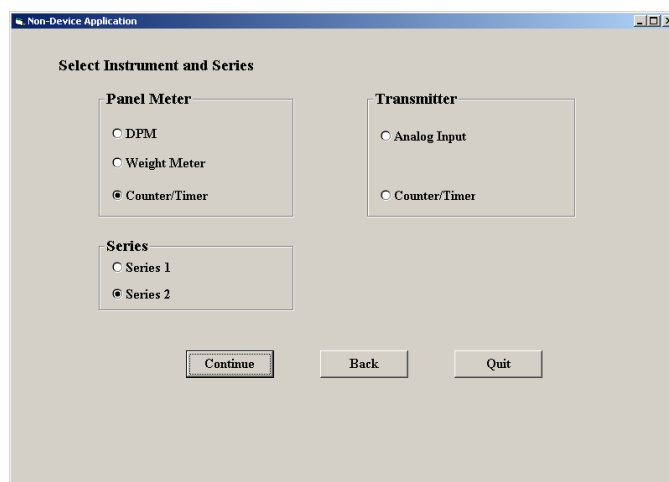 Non-Device Application
Select Instrument and Series
Panel Meter
DPM
Weight Meter
Counter/Timer
Transmitter
Analog Input
Counter/Timer
Series
Series 1
Series 2
Continue
Back
Quit